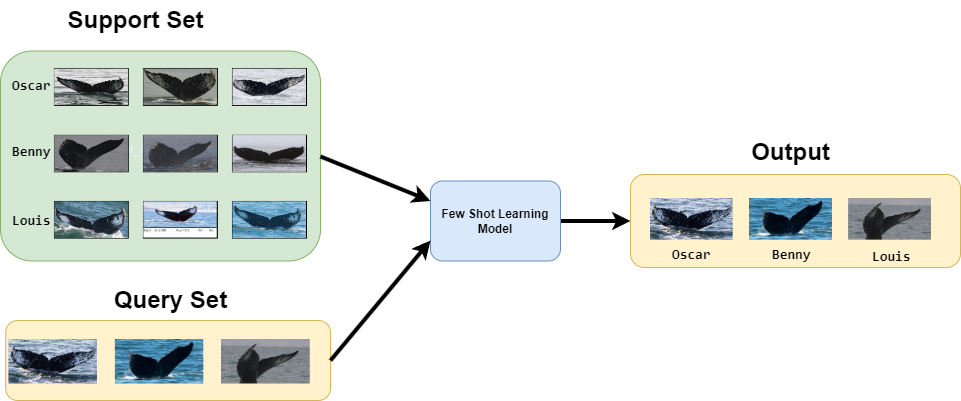 Support Set
Oscar
Benny
Louis
Query Set
Few Shot Learning
Model
Output
Oscar
Benny
Louis